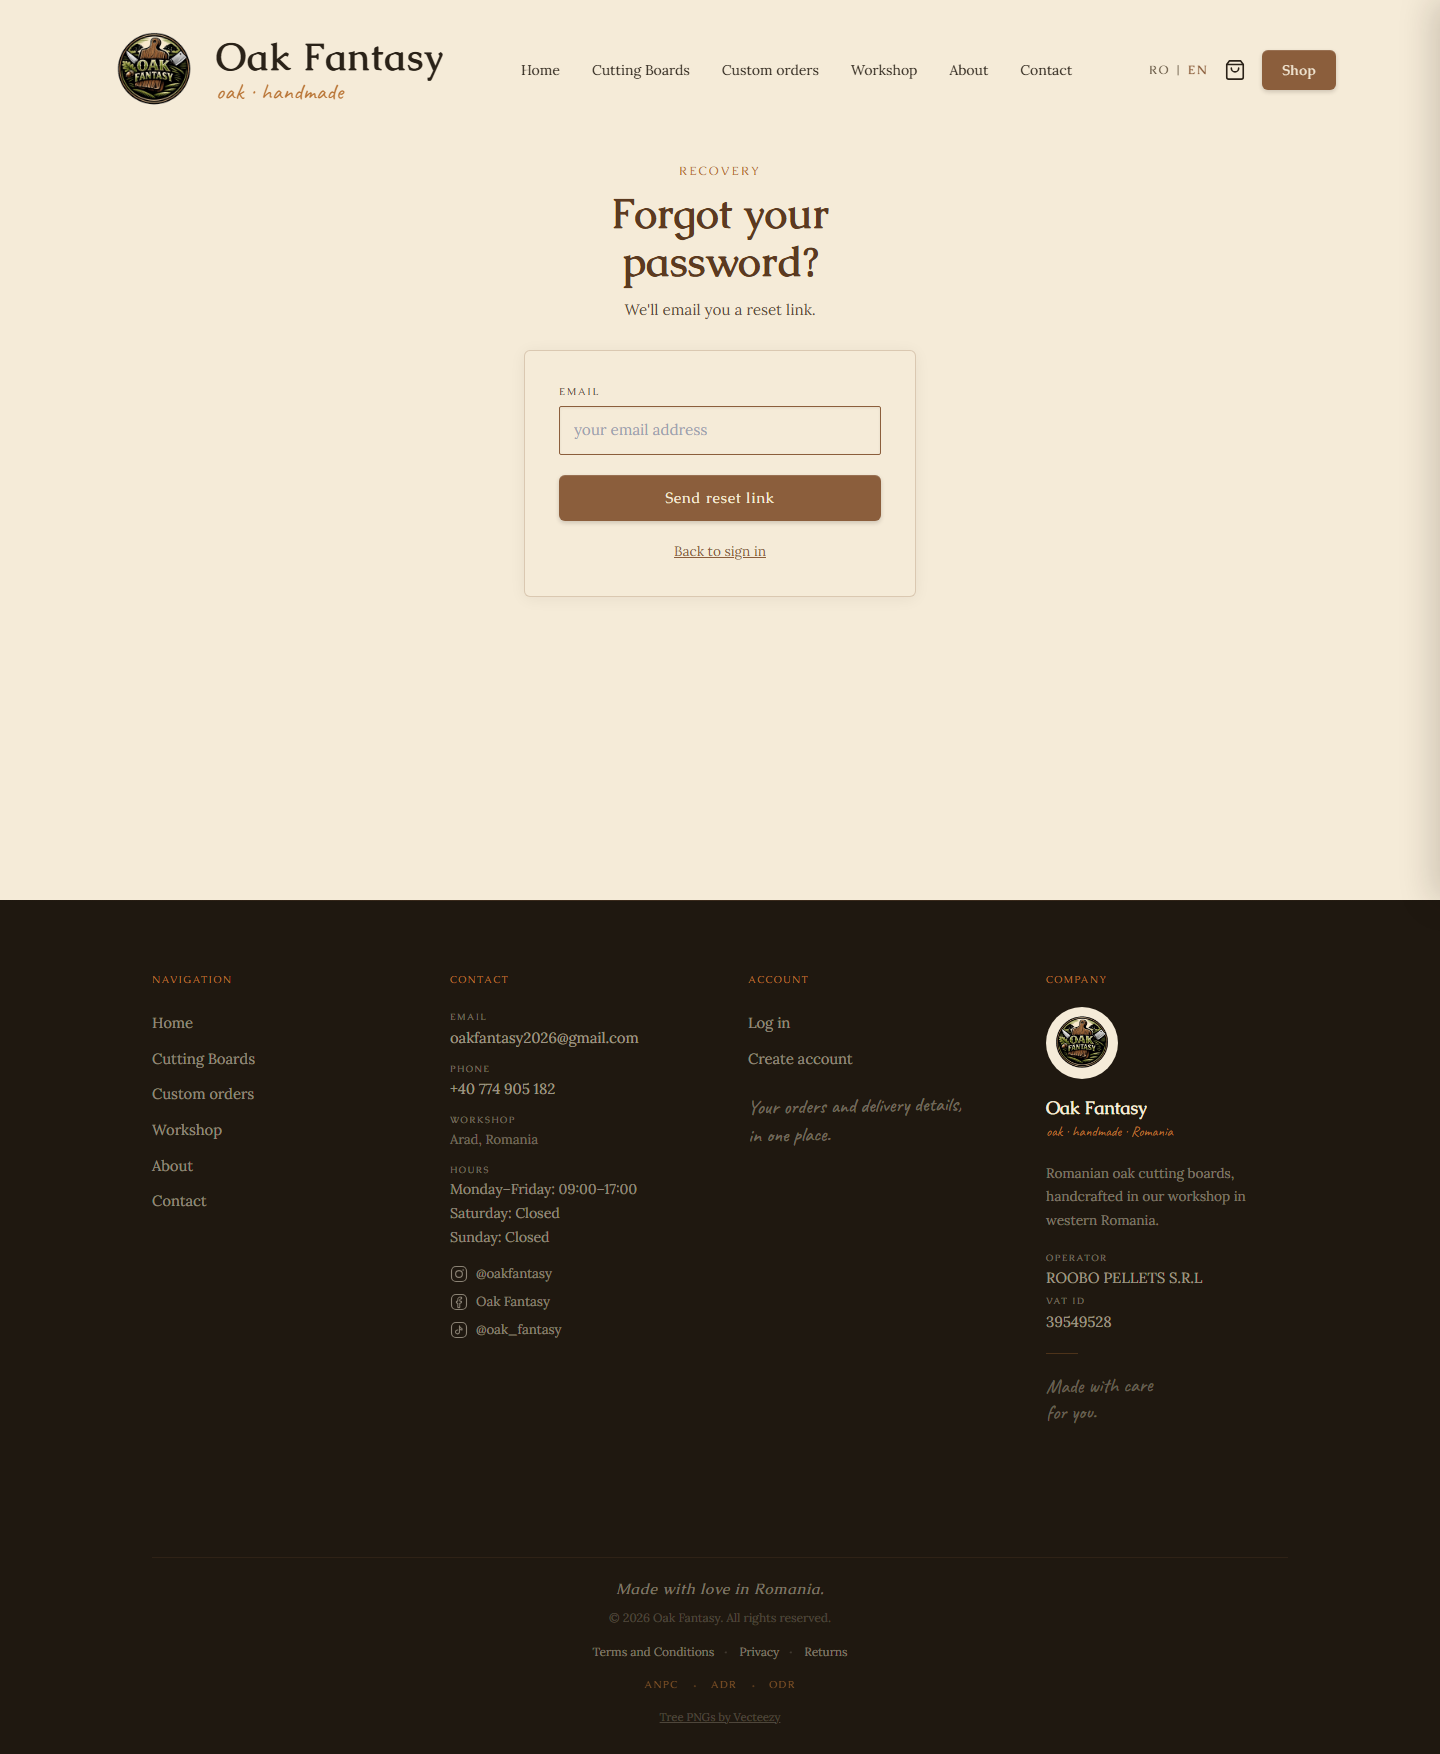 OAK
FANTASY
Oak Fantasy
oak · handmade
Home
Cutting Boards
Custom orders
Workshop
About
Contact
RO | EN
Shop
RECOVERY
Forgot your
password?
We'll email you a reset link.
EMAIL
your email address
Send reset link
Back to sign in
NAVIGATION
Home
Cutting Boards
Custom orders
Workshop
About
Contact
CONTACT
EMAIL
oakfantasy2026@gmail.com
PHONE
+40 774 905 182
WORKSHOP
Arad, Romania
HOURS
Monday–Friday: 09:00–17:00
Saturday: Closed
Sunday: Closed
@oakfantasy
Oak Fantasy
@oak_fantasy
ACCOUNT
Log in
Create account
Your orders and delivery details,
in one place.
COMPANY
OAK
FANTASY
Oak Fantasy
oak · handmade · Romania
Romanian oak cutting boards,
handcrafted in our workshop in
western Romania.
OPERATOR
ROOBO PELLETS S.R.L
VAT ID
39549528
Made with care
for you.
Made with love in Romania.
© 2026 Oak Fantasy. All rights reserved.
Terms and Conditions · Privacy · Returns
ANPC · ADR · ODR
Tree PNGs by Vecteezy